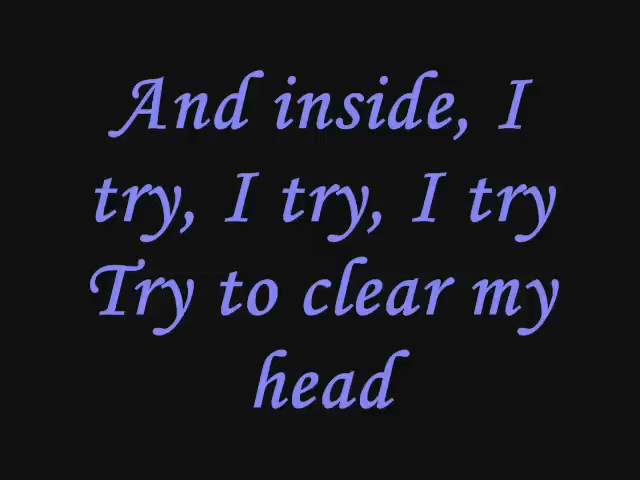 And inside, I
try, I try, I try
Try to clear my
head